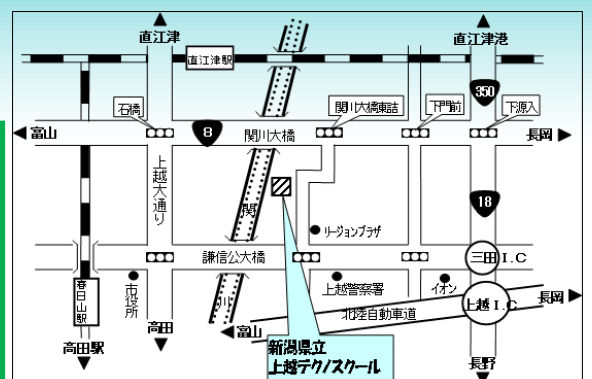 直江津
直江津港
直江津駅
350
石橋
関川大橋東詰
下門前
下源入
富山
8
関川大橋
長岡
上越大通り
18
関
リージョンプラザ
謙信公大橋
三田I.C
春日山駅
市役所
川
上越警察署
イオン
上越I.C
長岡
高田
富山
北陸自動車道
高田駅
新潟県立
上越テクノスクール
長野